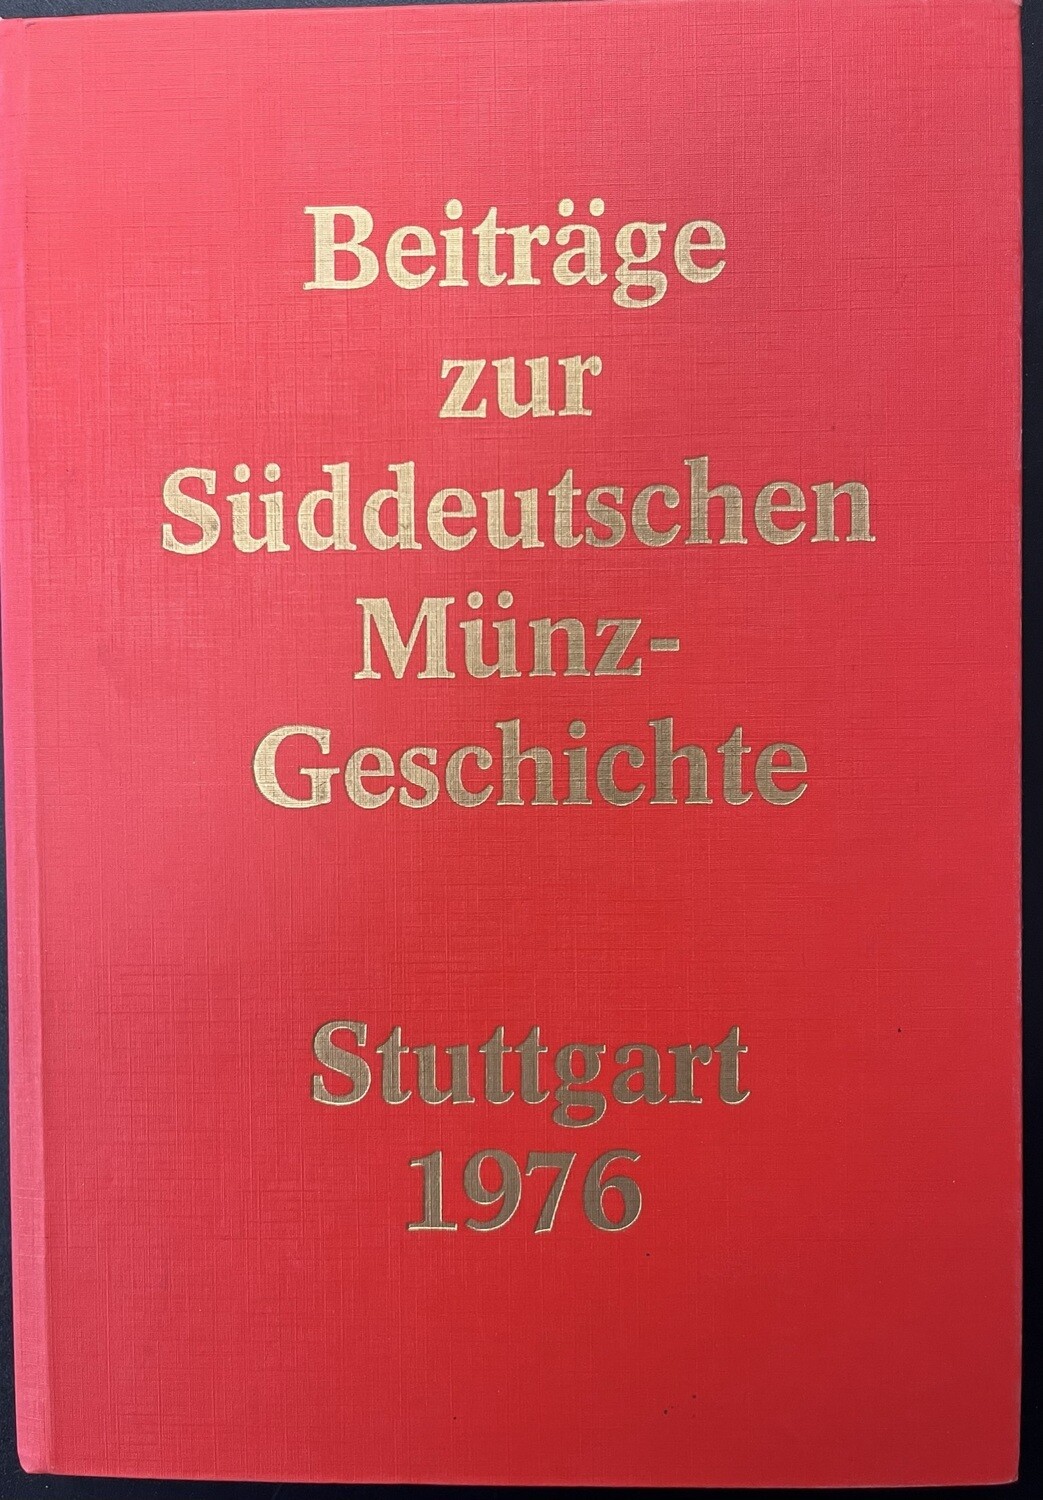 Beiträge
zur
Süddeutschen
Münz-
Geschichte
Stuttgart
1976